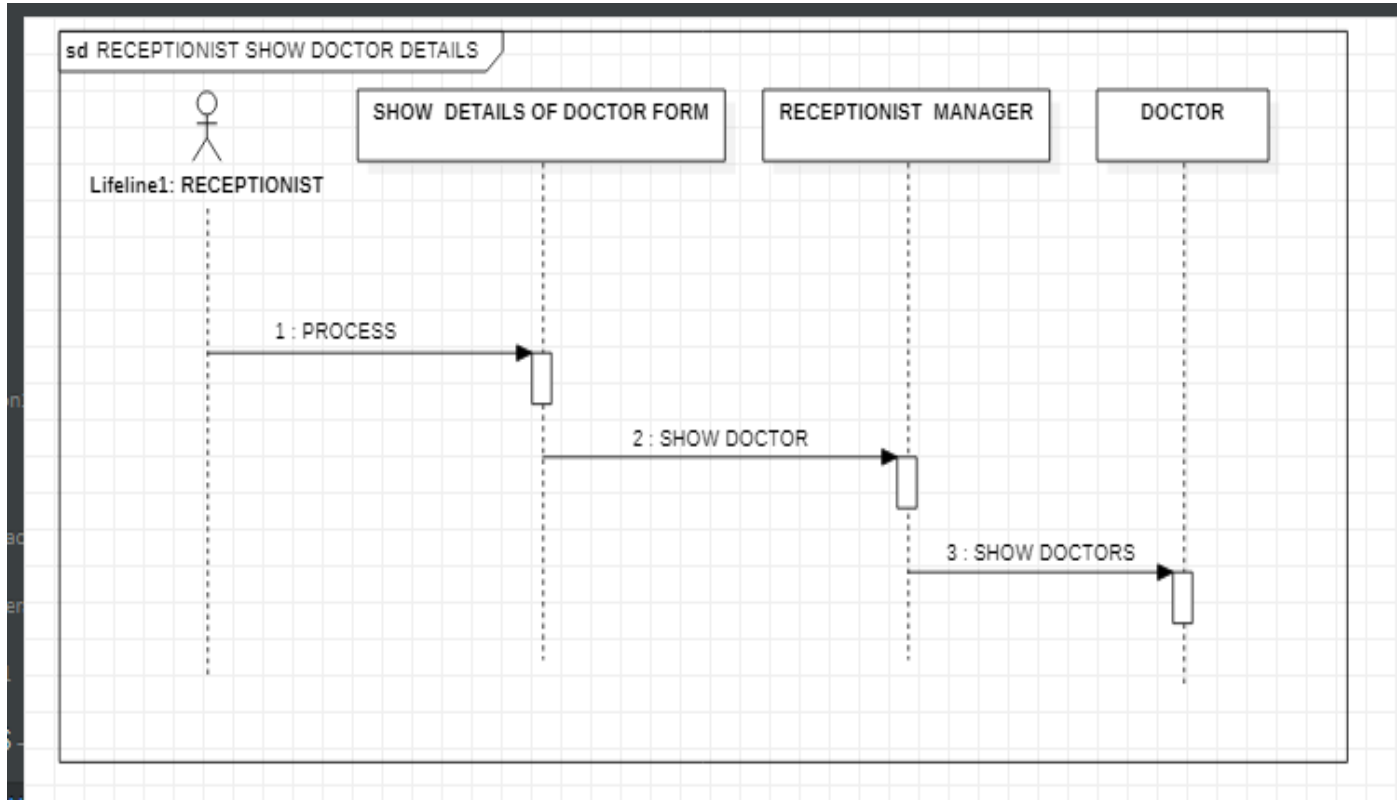 sd RECEPTIONIST SHOW DOCTOR DETAILS
SHOW DETAILS OF DOCTOR FORM
RECEPTIONIST MANAGER
DOCTOR
Lifeline1: RECEPTIONIST
1 : PROCESS
2 : SHOW DOCTOR
3 : SHOW DOCTORS